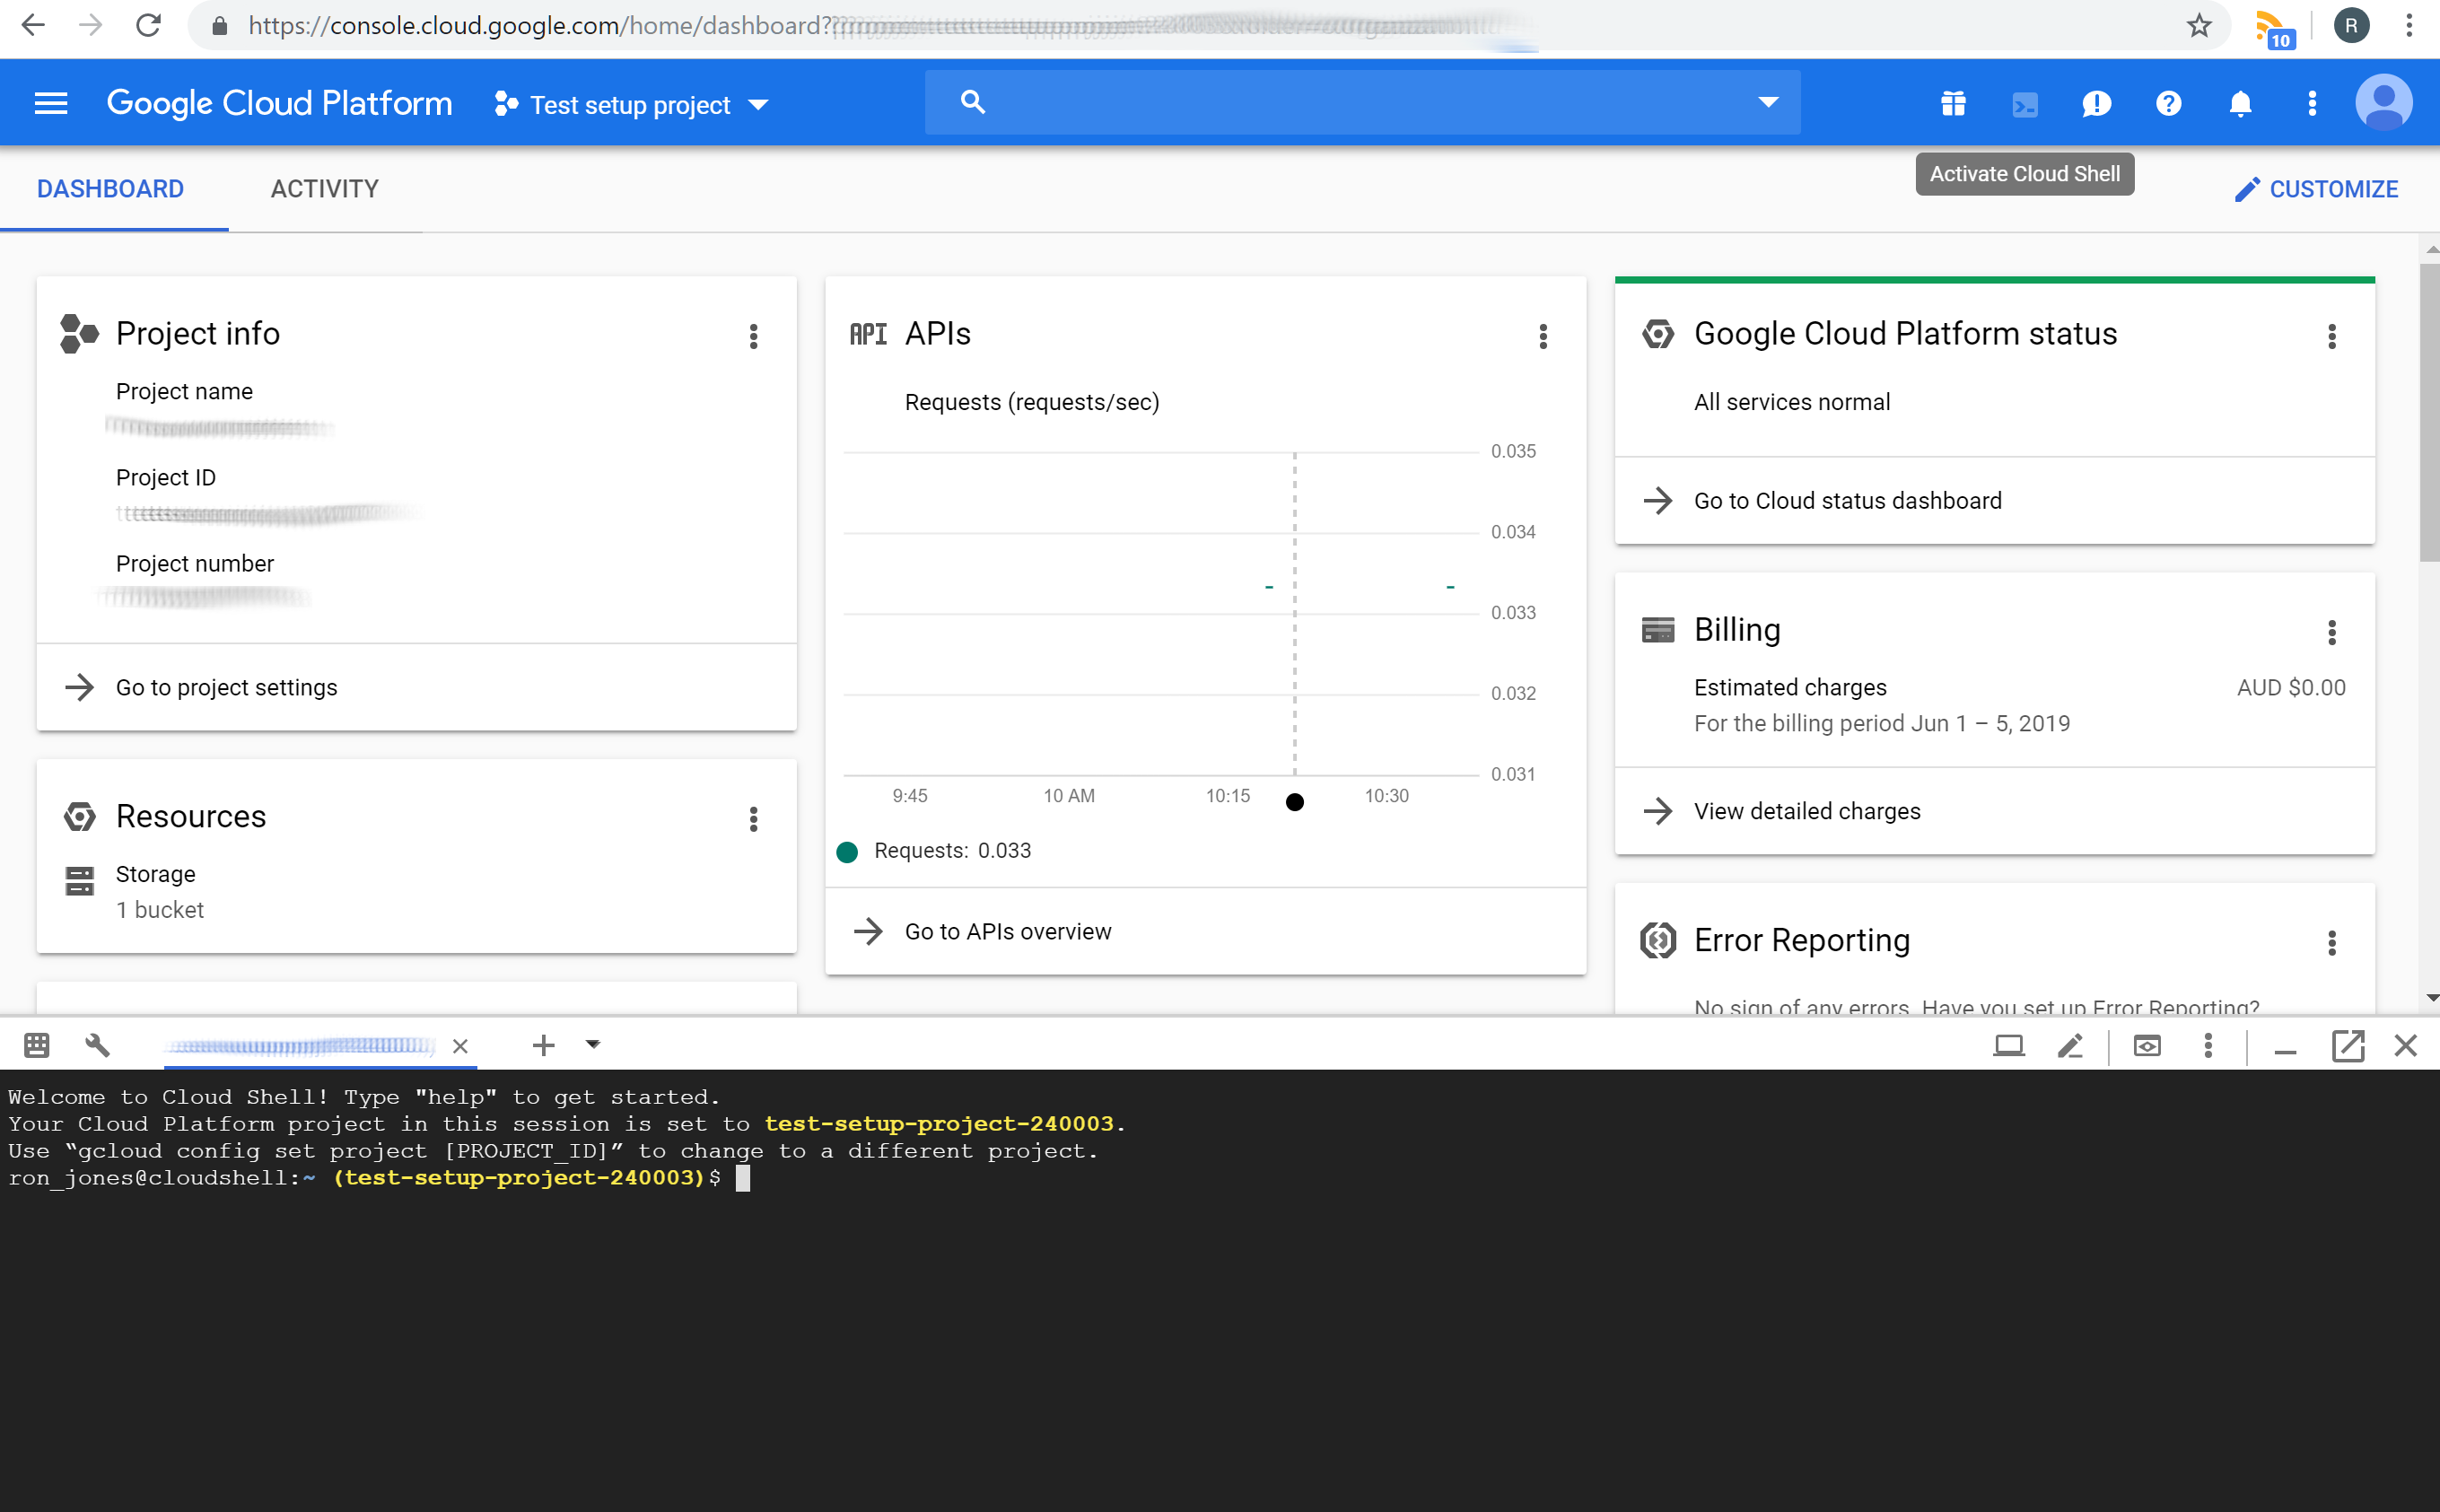 https://console.cloud.google.com/home/dashboard?
10
R
Google Cloud Platform
Test setup project
Activate Cloud Shell
DASHBOARD
ACTIVITY
CUSTOMIZE
Project info
Project name
Project ID
Project number
Go to project settings
Resources
Storage
1 bucket
API APIs
Requests (requests/sec)
0.035
0.034
0.033
0.032
0.031
9:45
10 AM
10:15
10:30
Requests: 0.033
Go to APIs overview
Google Cloud Platform status
All services normal
Go to Cloud status dashboard
Billing
Estimated charges
AUD $0.00
For the billing period Jun 1 – 5, 2019
View detailed charges
Error Reporting
No sign of any errors. Have you set up Error Reporting?
Welcome to Cloud Shell! Type "help" to get started.
Your Cloud Platform project in this session is set to test-setup-project-240003.
Use “gcloud config set project [PROJECT_ID]” to change to a different project.
ron_jones@cloudshell:~ (test-setup-project-240003)$